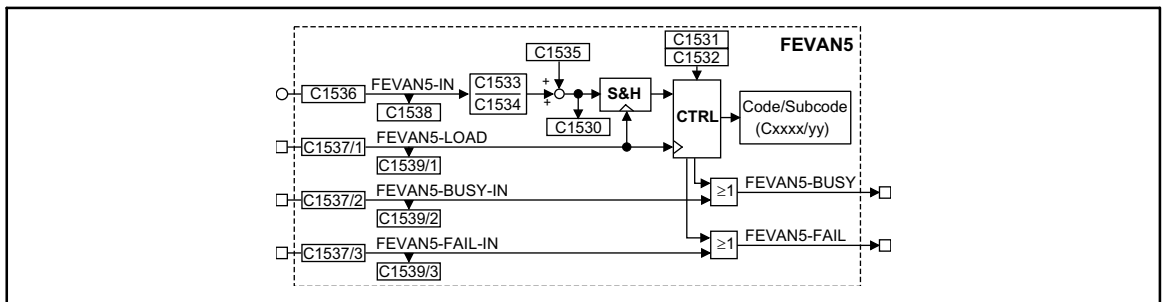 FEVAN5
C1531
C1532
C1535
C1536
FEVAN5-IN
C1538
C1533
C1534
+
+
C1530
S&H
CTRL
Code/Subcode
(Cxxxx/yy)
C1537/1
FEVAN5-LOAD
C1539/1
C1537/2
FEVAN5-BUSY-IN
C1539/2
≥1
FEVAN5-BUSY
C1537/3
FEVAN5-FAIL-IN
C1539/3
≥1
FEVAN5-FAIL